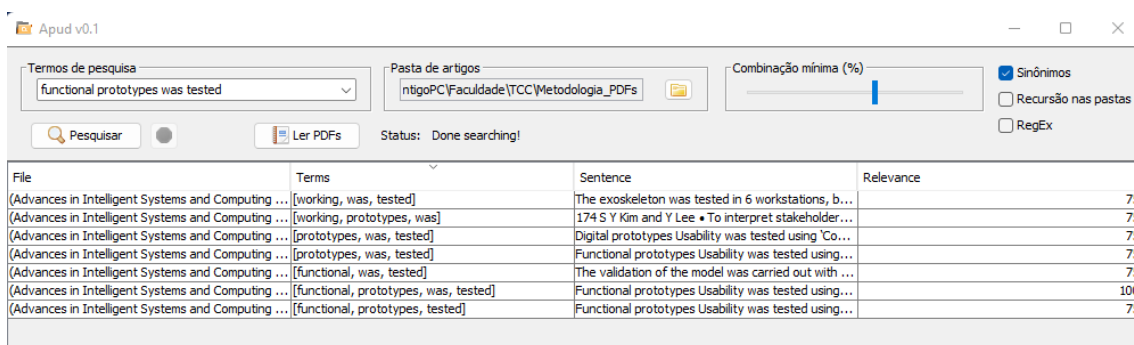 Apud v0.1
Termos de pesquisa
functional prototypes was tested
Pasta de artigos
ntigoPC\Faculdade\TCC\Metodologia_PDFs
Combinação mínima (%)
Sinônimos
Recursão nas pastas
RegEx
Pesquisar
Ler PDFs
Status: Done searching!
File Terms Sentence Relevance
(Advances in Intelligent Systems and Computing ... [working, was, tested] The exoskeleton was tested in 6 workstations, b... 7
(Advances in Intelligent Systems and Computing ... [working, prototypes, was] 174 S Y Kim and Y Lee • To interpret stakeholder... 7
(Advances in Intelligent Systems and Computing ... [prototypes, was, tested] Digital prototypes Usability was tested using 'Co... 7
(Advances in Intelligent Systems and Computing ... [prototypes, was, tested] Functional prototypes Usability was tested using... 7
(Advances in Intelligent Systems and Computing ... [functional, was, tested] The validation of the model was carried out with ... 7
(Advances in Intelligent Systems and Computing ... [functional, prototypes, was, tested] Functional prototypes Usability was tested using... 10
(Advances in Intelligent Systems and Computing ... [functional, prototypes, tested] Functional prototypes Usability was tested using... 7